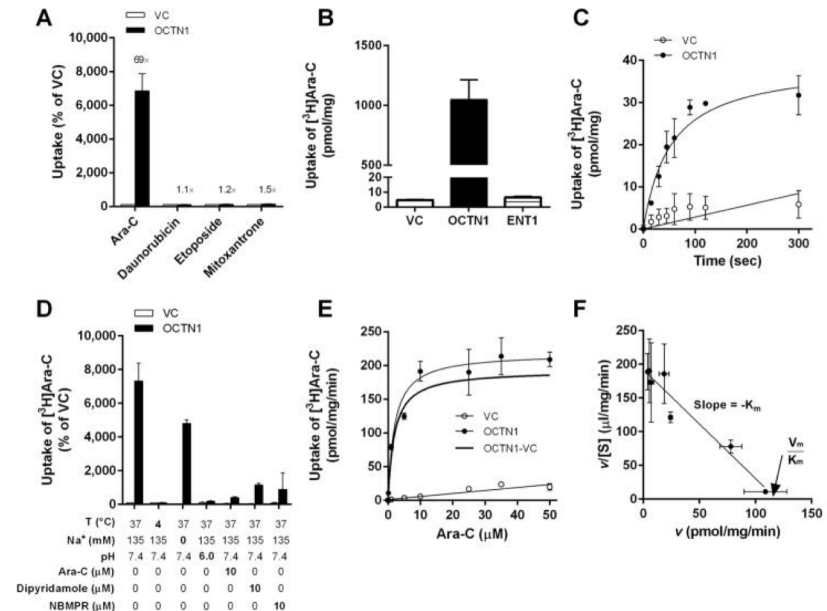 A
VC
OCTN1
Uptake (% of VC)
10,000
8,000
6,000
4,000
2,000
0
69×
1.1×
1.2×
1.5×
Ara-C
Daunorubicin
Etoposide
Mitoxantrone
B
Uptake of [³H]Ara-C
(pmol/mg)
1500
1000
500
20
10
0
VC
OCTN1
ENT1
C
VC
OCTN1
Uptake of [³H]Ara-C
(pmol/mg)
40
30
20
10
0
0
100
200
300
Time (sec)
D
VC
OCTN1
Uptake of [³H]Ara-C
(% of VC)
10,000
8,000
6,000
4,000
2,000
0
T (°C) 37 4 37 37 37 37 37
Na⁺ (mM) 135 135 0 135 135 135 135
pH 7.4 7.4 7.4 6.0 7.4 7.4 7.4
Ara-C (μM) 0 0 0 0 10 0 0
Dipyridamole (μM) 0 0 0 0 0 10 0
NBMPR (μM) 0 0 0 0 0 0 10
E
Uptake of [³H]Ara-C
(pmol/mg/min)
250
200
150
100
50
0
VC
OCTN1
OCTN1-VC
0 10 20 30 40 50
Ara-C (μM)
F
v/[S] (μl/mg/min)
250
200
150
100
50
0
Slope = -Km
Vm
Km
0 50 100 150
v (pmol/mg/min)